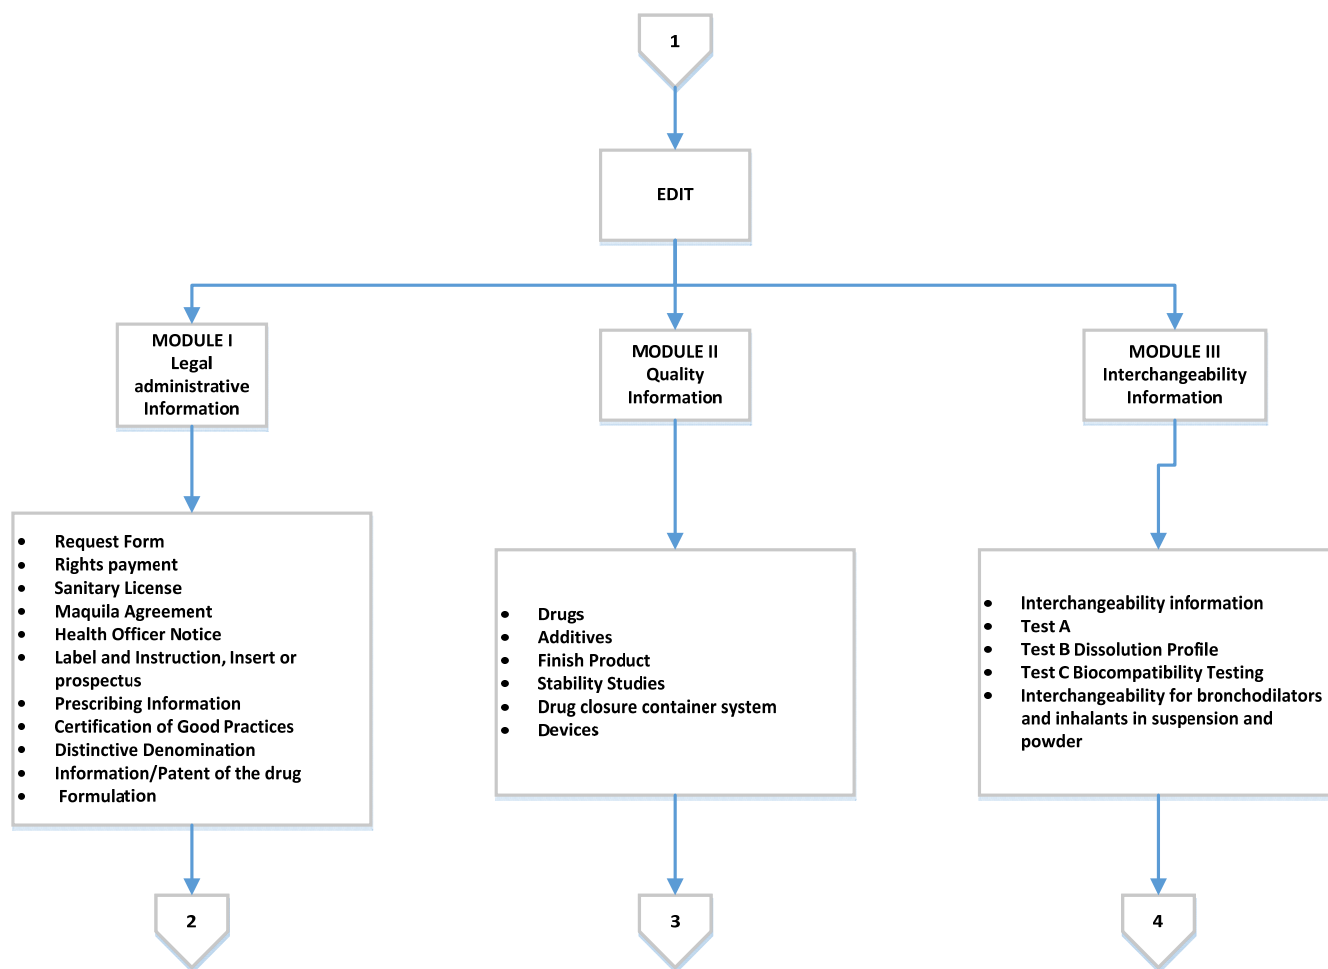 1
EDIT
MODULE I
Legal
administrative
Information
MODULE II
Quality
Information
MODULE III
Interchangeability
Information
• Request Form
• Rights payment
• Sanitary License
• Maquila Agreement
• Health Officer Notice
• Label and Instruction, Insert or
prospectus
• Prescribing Information
• Certification of Good Practices
• Distinctive Denomination
• Information/Patent of the drug
• Formulation
• Drugs
• Additives
• Finish Product
• Stability Studies
• Drug closure container system
• Devices
• Interchangeability information
• Test A
• Test B Dissolution Profile
• Test C Biocompatibility Testing
• Interchangeability for bronchodilators
and inhalants in suspension and
powder
2
3
4